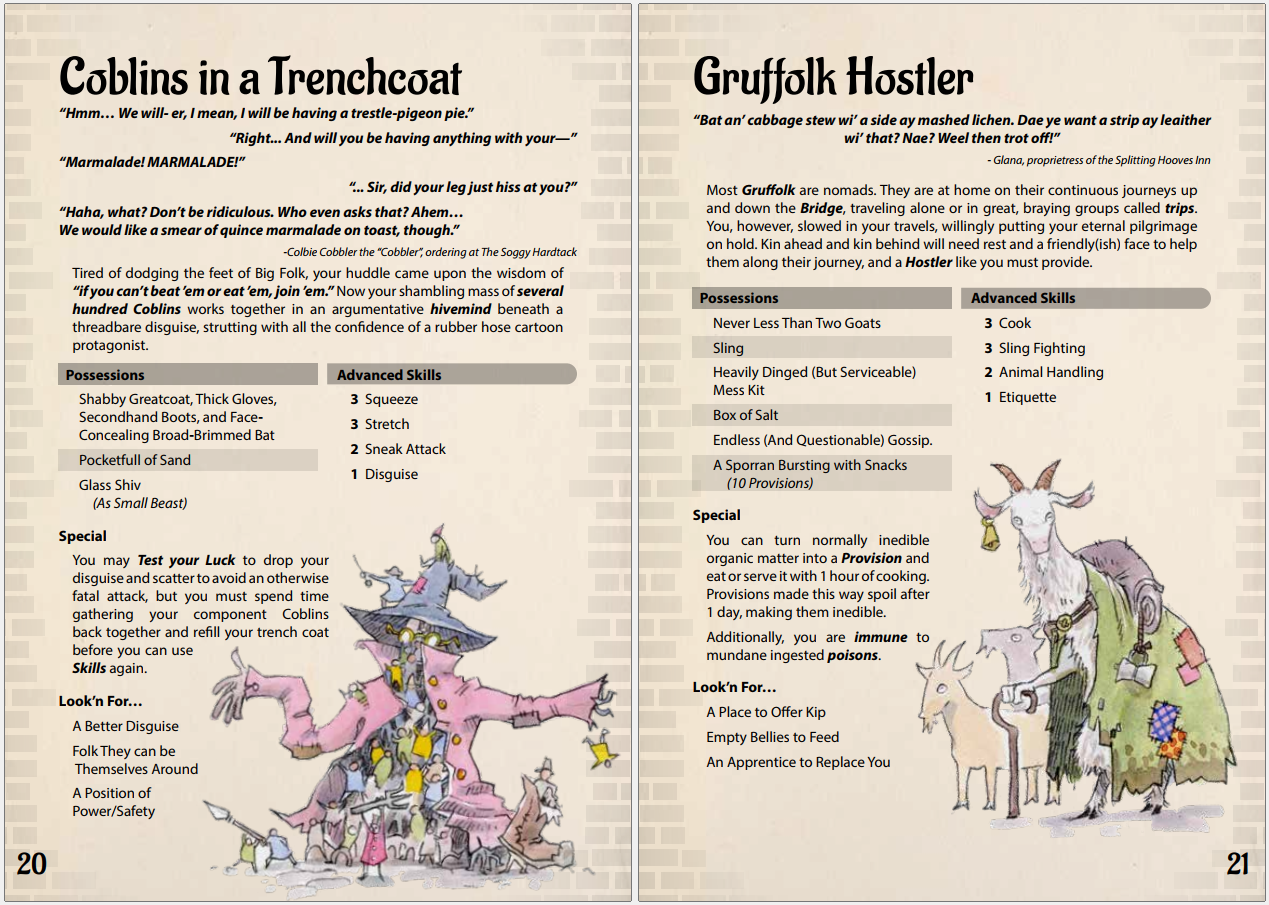 Coblins in a Trenchcoat
“Hmm… We will- er, I mean, I will be having a trestle-pigeon pie.”
“Right... And will you be having anything with your—”
“Marmalade! MARMALADE!”
“... Sir, did your leg just hiss at you?”
“Haha, what? Don’t be ridiculous. Who even asks that? Ahem…
We would like a smear of quince marmalade on toast, though.”
-Colbie Cobbler the “Cobbler”, ordering at The Soggy Hardtack
Tired of dodging the feet of Big Folk, your huddle came upon the wisdom of
“if you can’t beat ’em or eat ’em, join ’em.” Now your shambling mass of several
hundred Coblins works together in an argumentative hivemind beneath a
threadbare disguise, strutting with all the confidence of a rubber hose cartoon
protagonist.
Possessions
Shabby Greatcoat, Thick Gloves,
Secondhand Boots, and Face-
Concealing Broad-Brimmed Bat
Pocketfull of Sand
Glass Shiv
(As Small Beast)
Advanced Skills
3 Squeeze
3 Stretch
2 Sneak Attack
1 Disguise
Special
You may Test your Luck to drop your
disguise and scatter to avoid an otherwise
fatal attack, but you must spend time
gathering your component Coblins
back together and refill your trench coat
before you can use
Skills again.
Look’n For…
A Better Disguise
Folk They can be
Themselves Around
A Position of
Power/Safety
20
Gruffolk Hostler
“Bat an’ cabbage stew wi’ a side ay mashed lichen. Dae ye want a strip ay leaither
wi’ that? Nae? Weel then trot off!”
- Glana, proprietress of the Splitting Hooves Inn
Most Gruffolk are nomads. They are at home on their continuous journeys up
and down the Bridge, traveling alone or in great, braying groups called trips.
You, however, slowed in your travels, willingly putting your eternal pilgrimage
on hold. Kin ahead and kin behind will need rest and a friendly(ish) face to help
them along their journey, and a Hostler like you must provide.
Possessions
Never Less Than Two Goats
Sling
Heavily Dinged (But Serviceable)
Mess Kit
Box of Salt
Endless (And Questionable) Gossip.
A Sporran Bursting with Snacks
(10 Provisions)
Advanced Skills
3 Cook
3 Sling Fighting
2 Animal Handling
1 Etiquette
Special
You can turn normally inedible
organic matter into a Provision and
eat or serve it with 1 hour of cooking.
Provisions made this way spoil after
1 day, making them inedible.
Additionally, you are immune to
mundane ingested poisons.
Look’n For…
A Place to Offer Kip
Empty Bellies to Feed
An Apprentice to Replace You
21